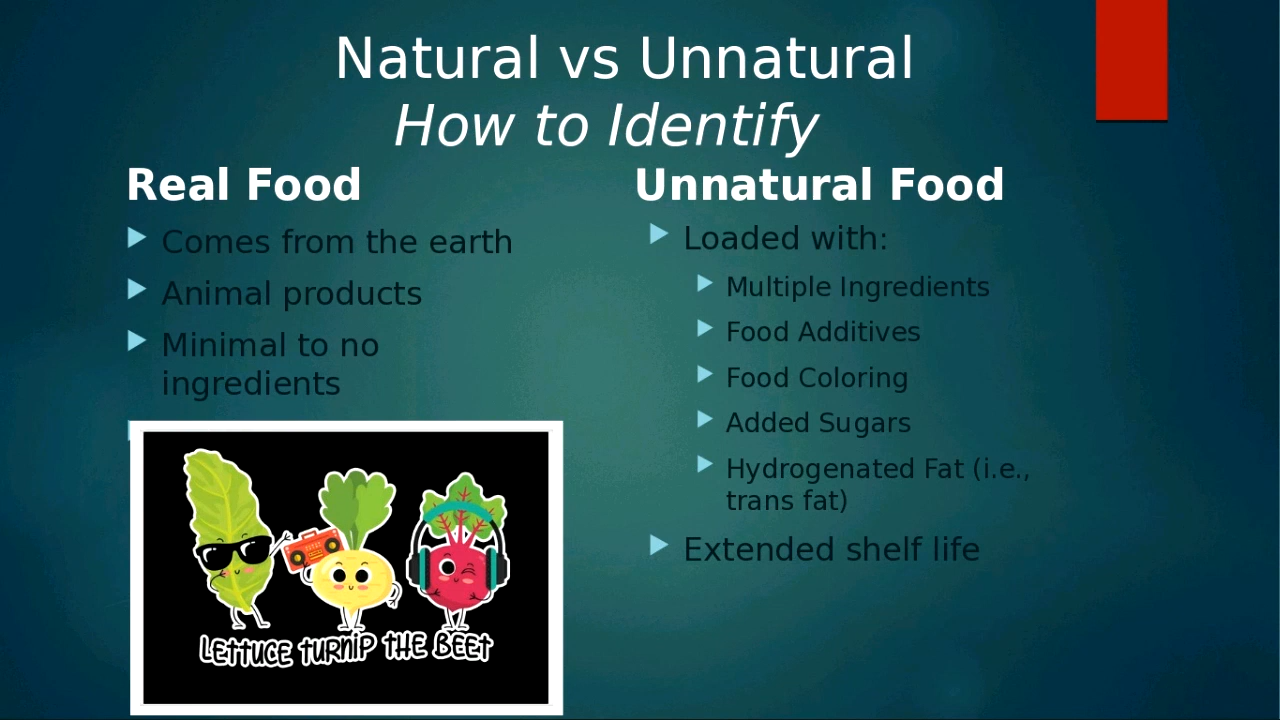 Natural vs Unnatural
How to Identify
Real Food
Comes from the earth
Animal products
Minimal to no
ingredients
LETTUCE TURNIP THE BEET
Unnatural Food
Loaded with:
Multiple Ingredients
Food Additives
Food Coloring
Added Sugars
Hydrogenated Fat (i.e.,
trans fat)
Extended shelf life